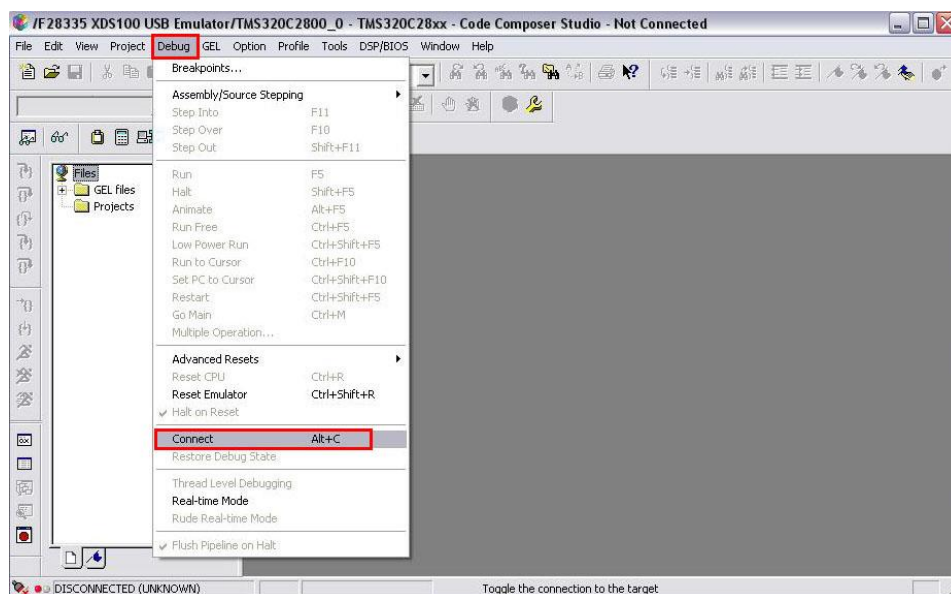 /F28335 XDS100 USB Emulator/TMS320C2800_0 - TMS320C28xx - Code Composer Studio - Not Connected
File Edit View Project Debug GEL Option Profile Tools DSP/BIOS Window Help
Breakpoints...
Assembly/Source Stepping
Step Into F11
Step Over F10
Step Out Shift+F11
Run F5
Halt Shift+F5
Animate Alt+F5
Run Free Ctrl+F5
Low Power Run Ctrl+Shift+F5
Run to Cursor Ctrl+F10
Set PC to Cursor Ctrl+Shift+F10
Restart Ctrl+Shift+F5
Go Main Ctrl+M
Multiple Operation...
Advanced Resets
Reset CPU Ctrl+R
Reset Emulator Ctrl+Shift+R
Halt on Reset
Connect Alt+C
Restore Debug State
Thread Level Debugging
Real-time Mode
Rude Real-time Mode
Flush Pipeline on Halt
Files
GEL files
Projects
DISCONNECTED (UNKNOWN) Toggle the connection to the target